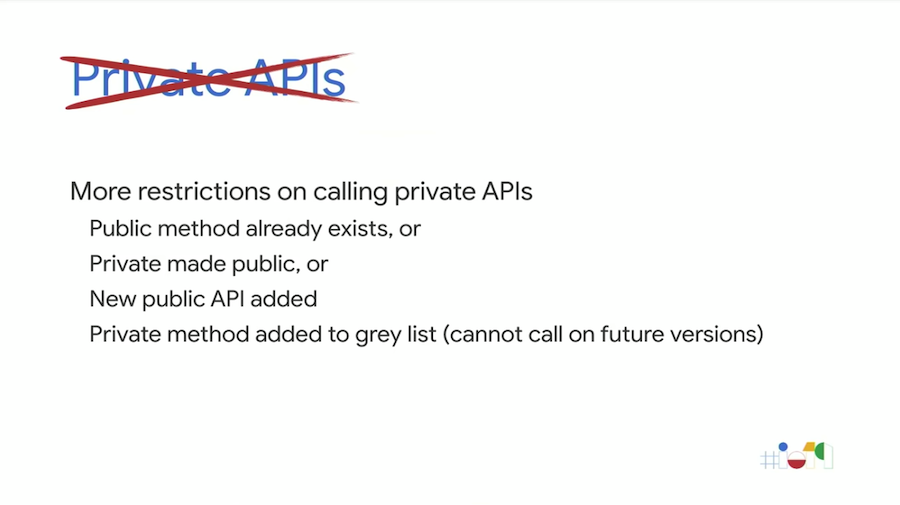 Private APIs
More restrictions on calling private APIs
Public method already exists, or
Private made public, or
New public API added
Private method added to grey list (cannot call on future versions)
#io19